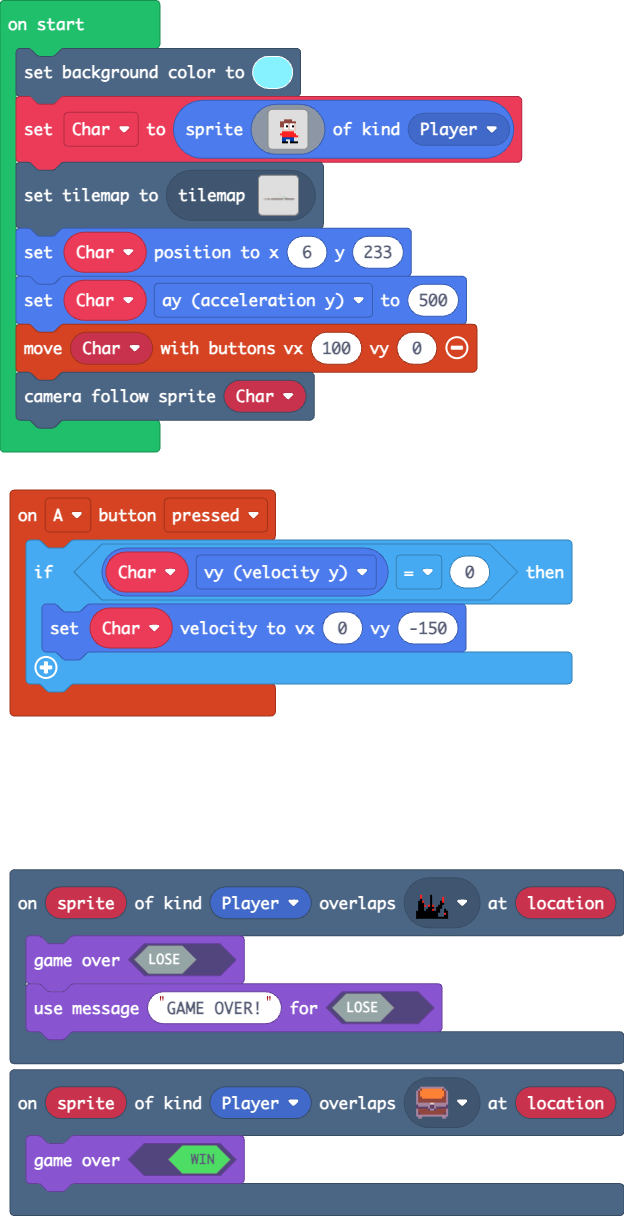 on start
set background color to
set Char to sprite of kind Player
set tilemap to tilemap
set Char position to x 6 y 233
set Char ay (acceleration y) to 500
move Char with buttons vx 100 vy 0
camera follow sprite Char
on A button pressed
if Char vy (velocity y) = 0 then
set Char velocity to vx 0 vy -150
on sprite of kind Player overlaps at location
game over LOSE
use message "GAME OVER!" for LOSE
on sprite of kind Player overlaps at location
game over WIN